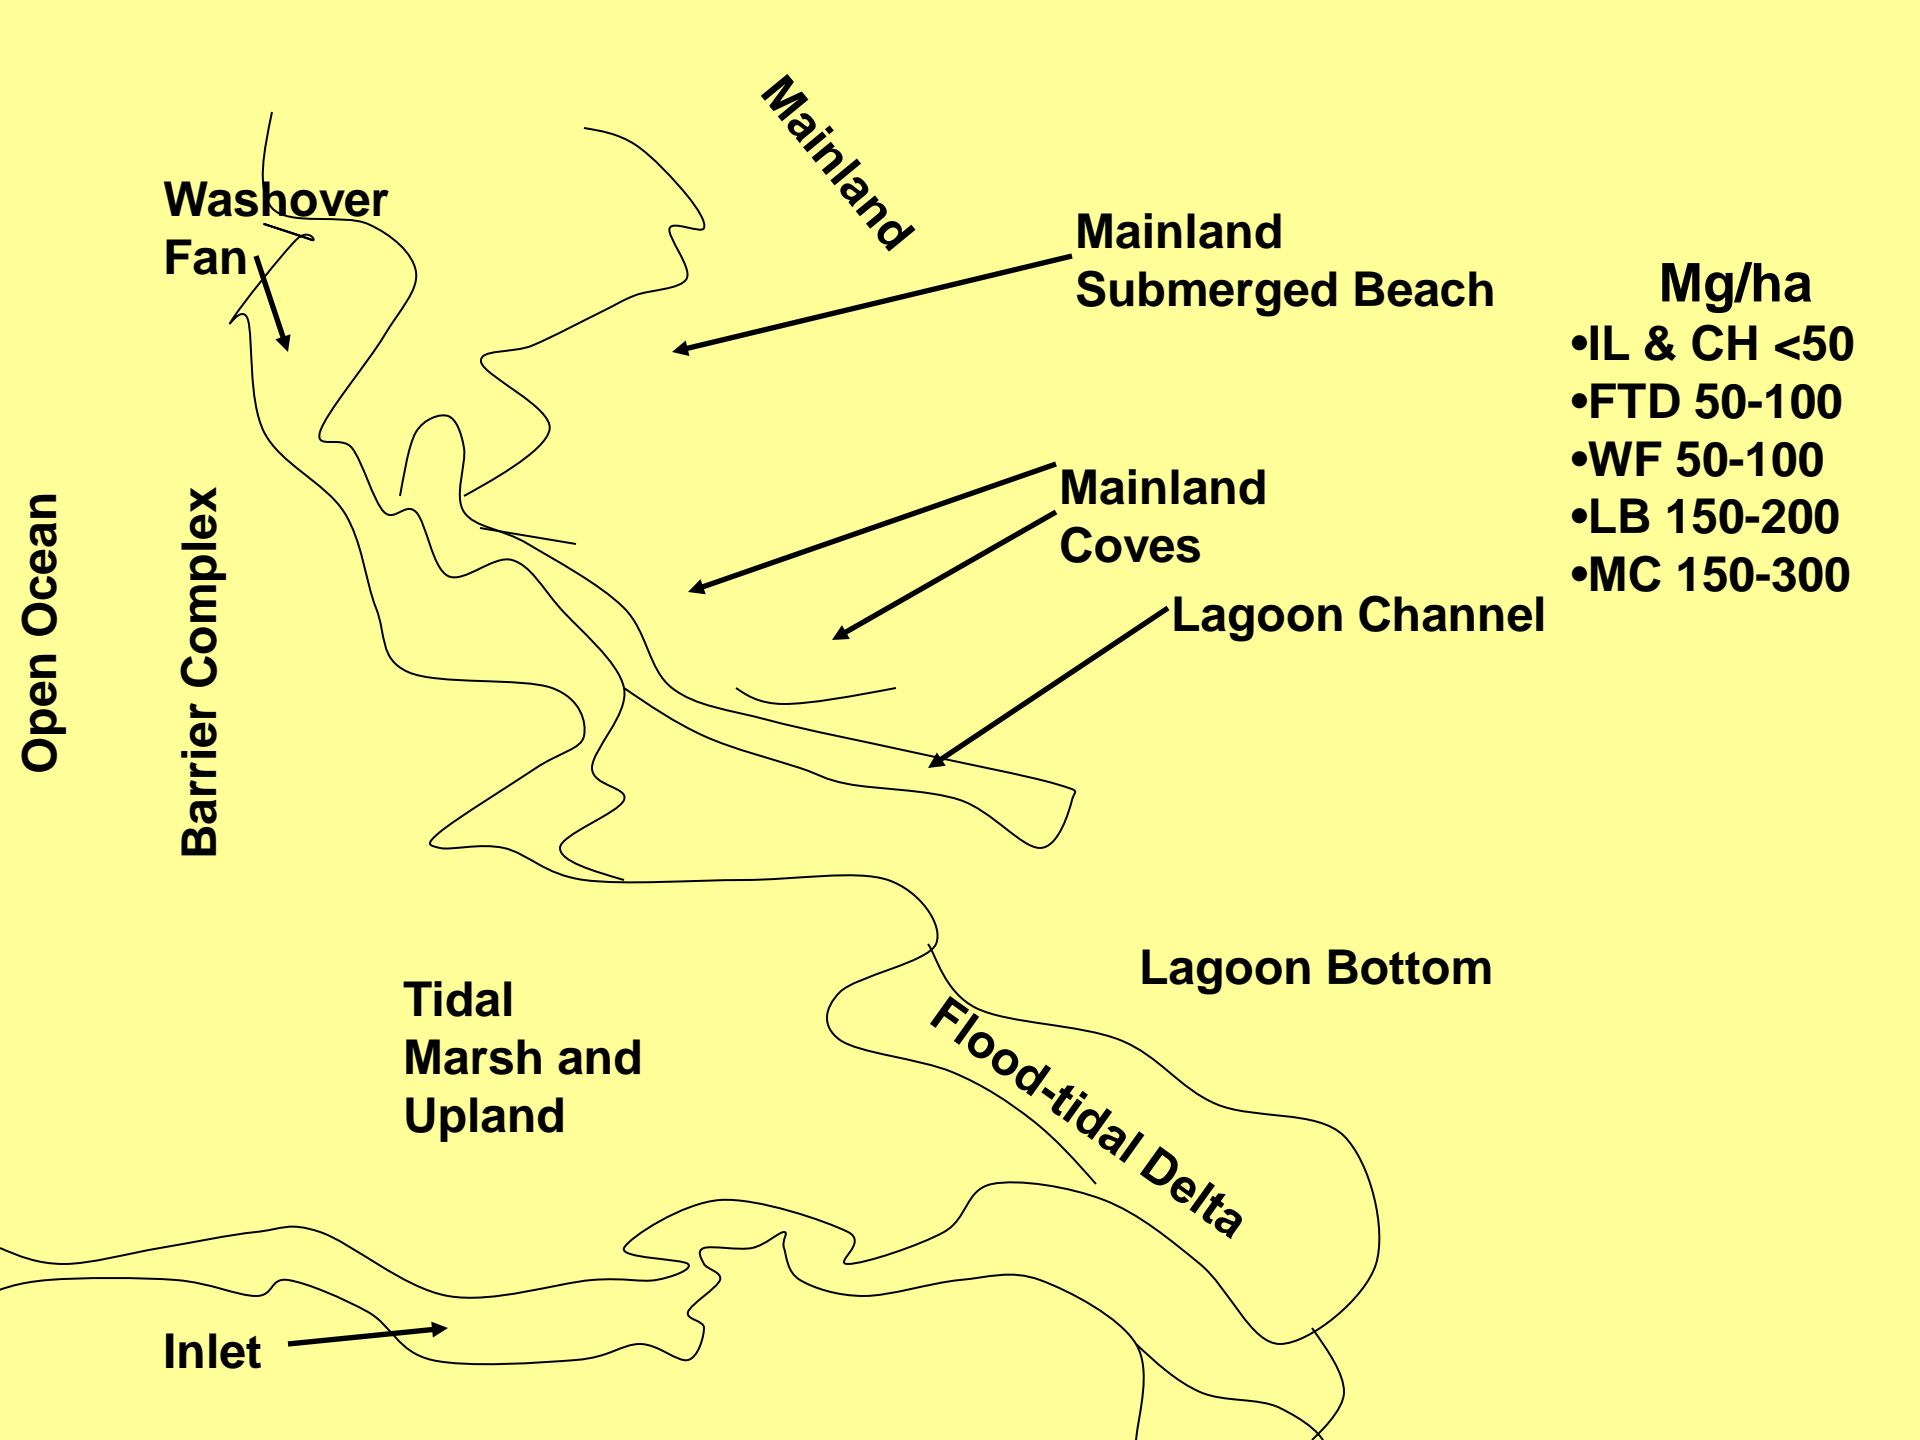 Mainland
Washover
Fan
Mainland
Submerged Beach
Mg/ha
•IL & CH <50
•FTD 50-100
•WF 50-100
•LB 150-200
•MC 150-300
Open Ocean
Barrier Complex
Mainland
Coves
Lagoon Channel
Lagoon Bottom
Tidal
Marsh and
Upland
Flood-tidal Delta
Inlet